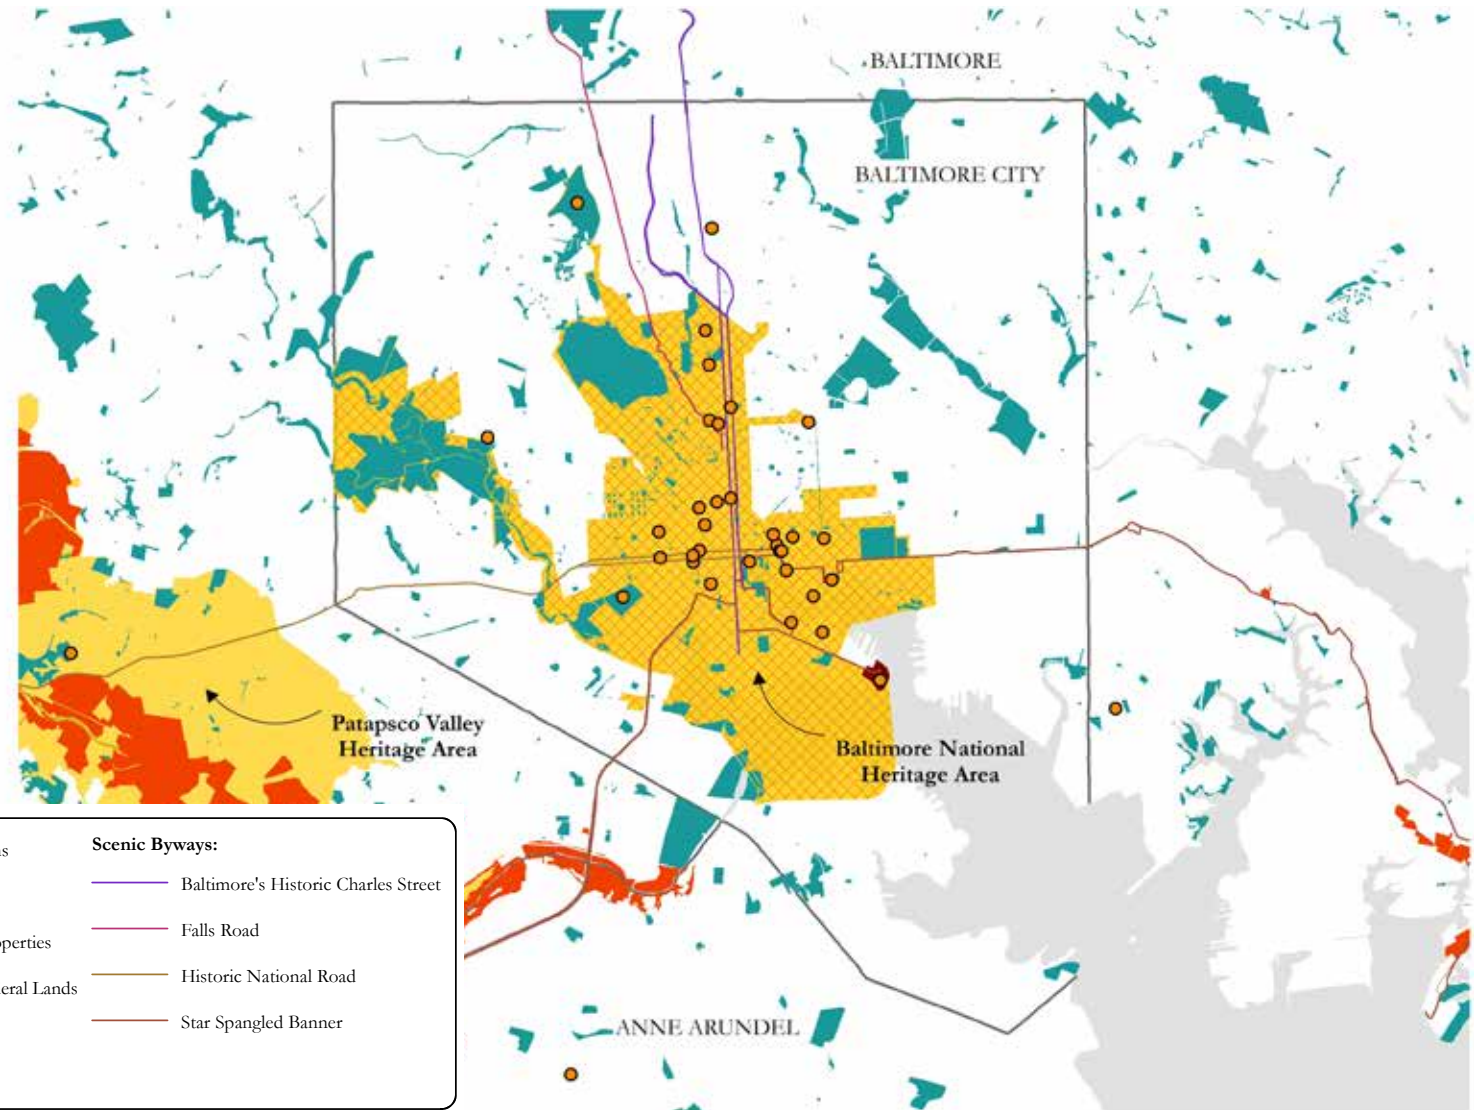 BALTIMORE
BALTIMORE CITY
Patapsco Valley
Heritage Area
Baltimore National
Heritage Area
Scenic Byways:
Baltimore's Historic Charles Street
Falls Road
Lands
Historic National Road
Star Spangled Banner
ANNE ARUNDEL